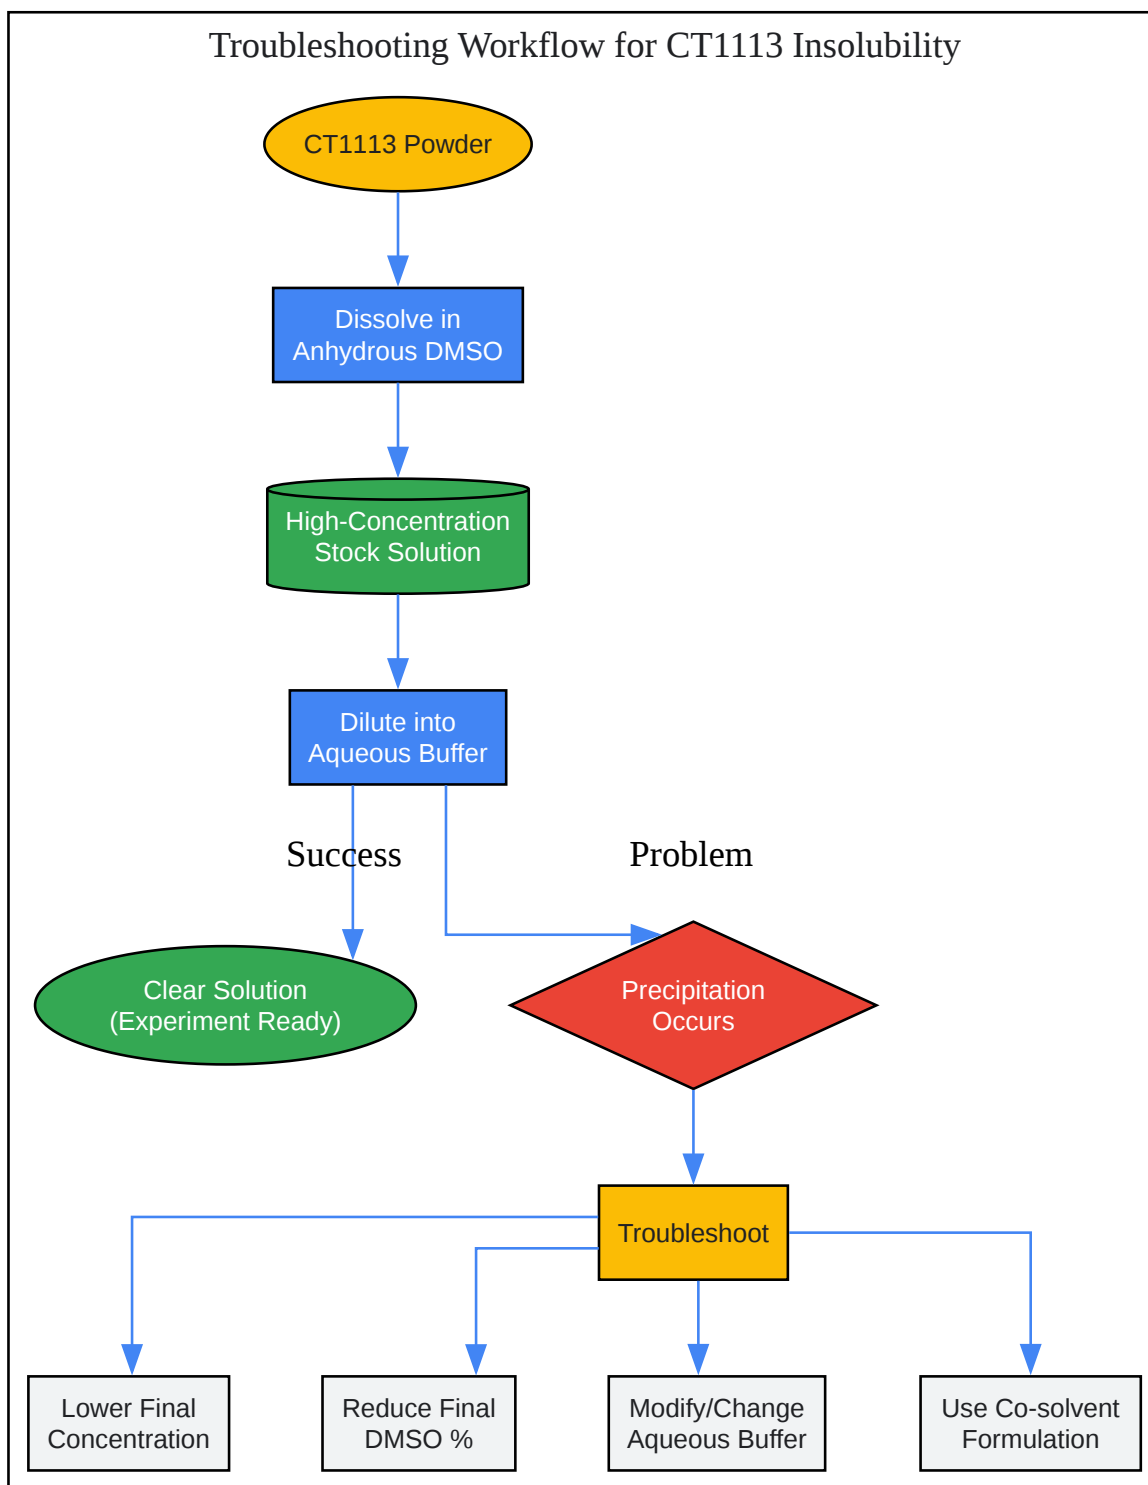 Troubleshooting Workflow for CT1113 Insolubility
CT1113 Powder
Dissolve in
Anhydrous DMSO
High-Concentration
Stock Solution
Dilute into
Aqueous Buffer
Success
Problem
Clear Solution
(Experiment Ready)
Precipitation
Occurs
Troubleshoot
Lower Final
Concentration
Reduce Final
DMSO %
Modify/Change
Aqueous Buffer
Use Co-solvent
Formulation